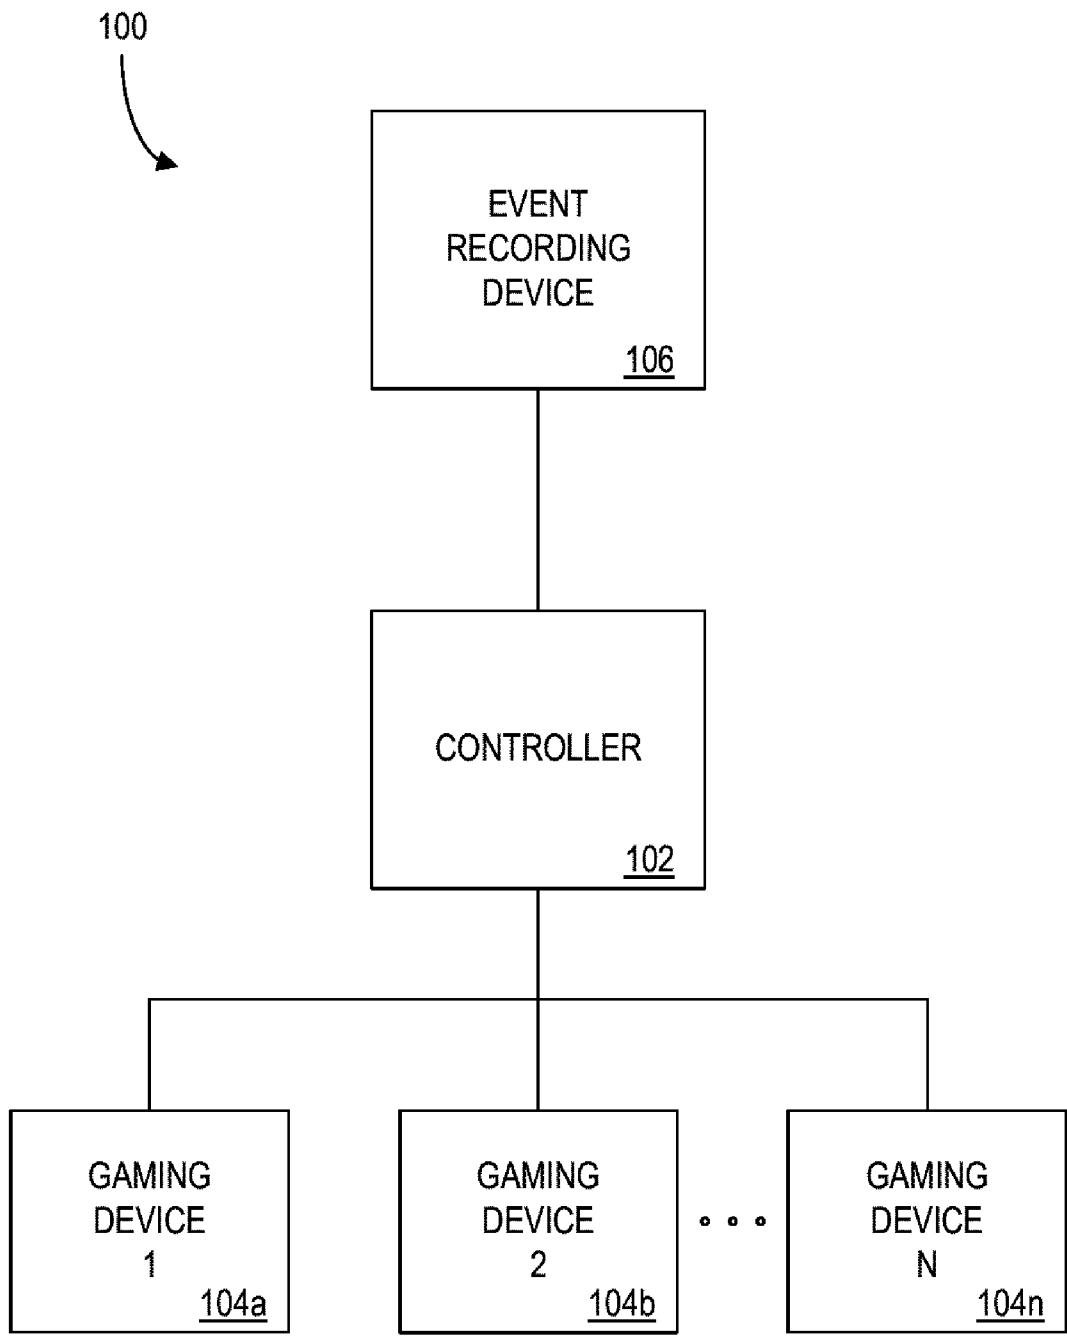 100
EVENT
RECORDING
DEVICE
106
CONTROLLER
102
GAMING
DEVICE
1
104a
GAMING
DEVICE
2
104b
GAMING
DEVICE
N
104n